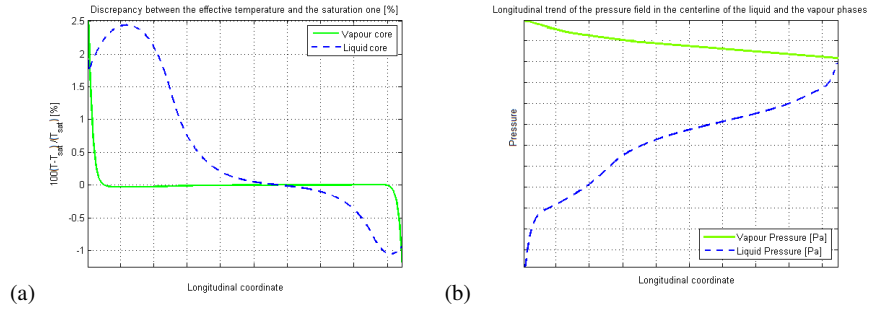 Discrepancy between the effective temperature and the saturation one [%]
2.5
2
1.5
1
0.5
0
-0.5
-1
100(T-T_sat)/(T_sat) [%]
Vapour core
Liquid core
Longitudinal coordinate
(a)
Longitudinal trend of the pressure field in the centerline of the liquid and the vapour phases
Pressure
Vapour Pressure [Pa]
Liquid Pressure [Pa]
Longitudinal coordinate
(b)